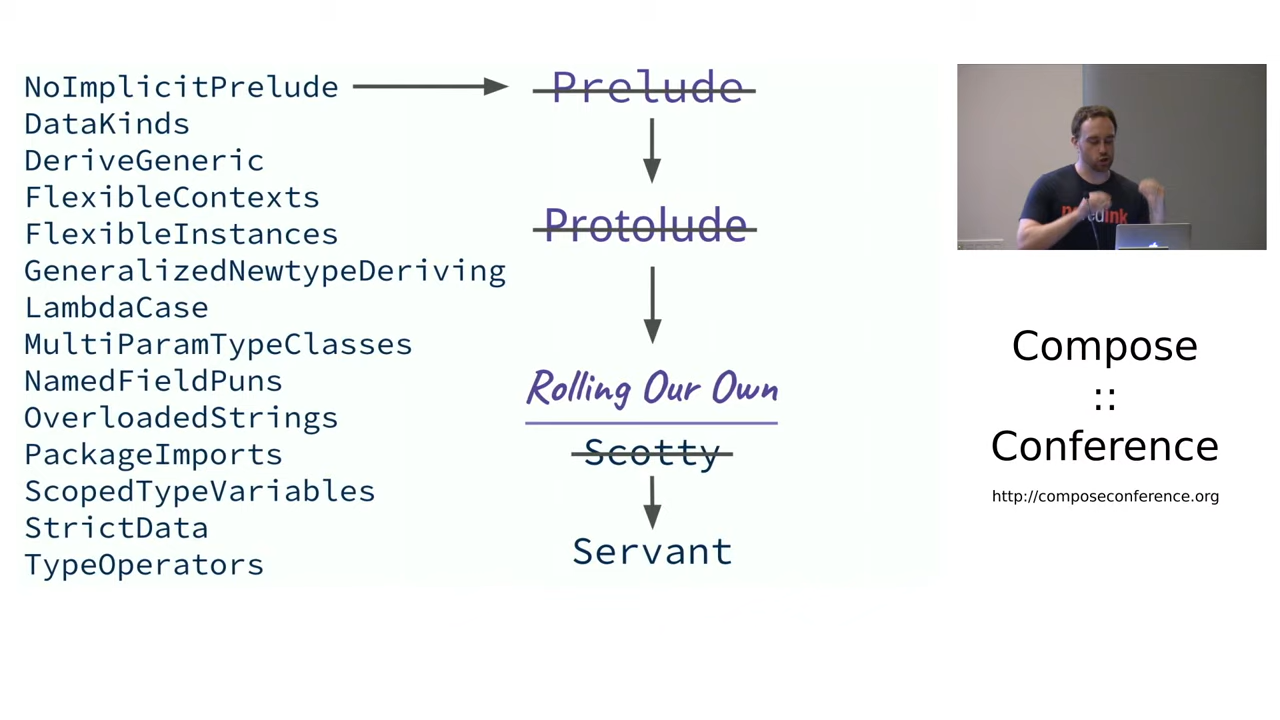 NoImplicitPrelude
DataKinds
DeriveGeneric
FlexibleContexts
FlexibleInstances
GeneralizedNewtypeDeriving
LambdaCase
MultiParamTypeClasses
NamedFieldPuns
OverloadedStrings
PackageImports
ScopedTypeVariables
StrictData
TypeOperators
Prelude
Protolude
Rolling Our Own
Scotty
Servant
Compose
::
Conference
http://composeconference.org